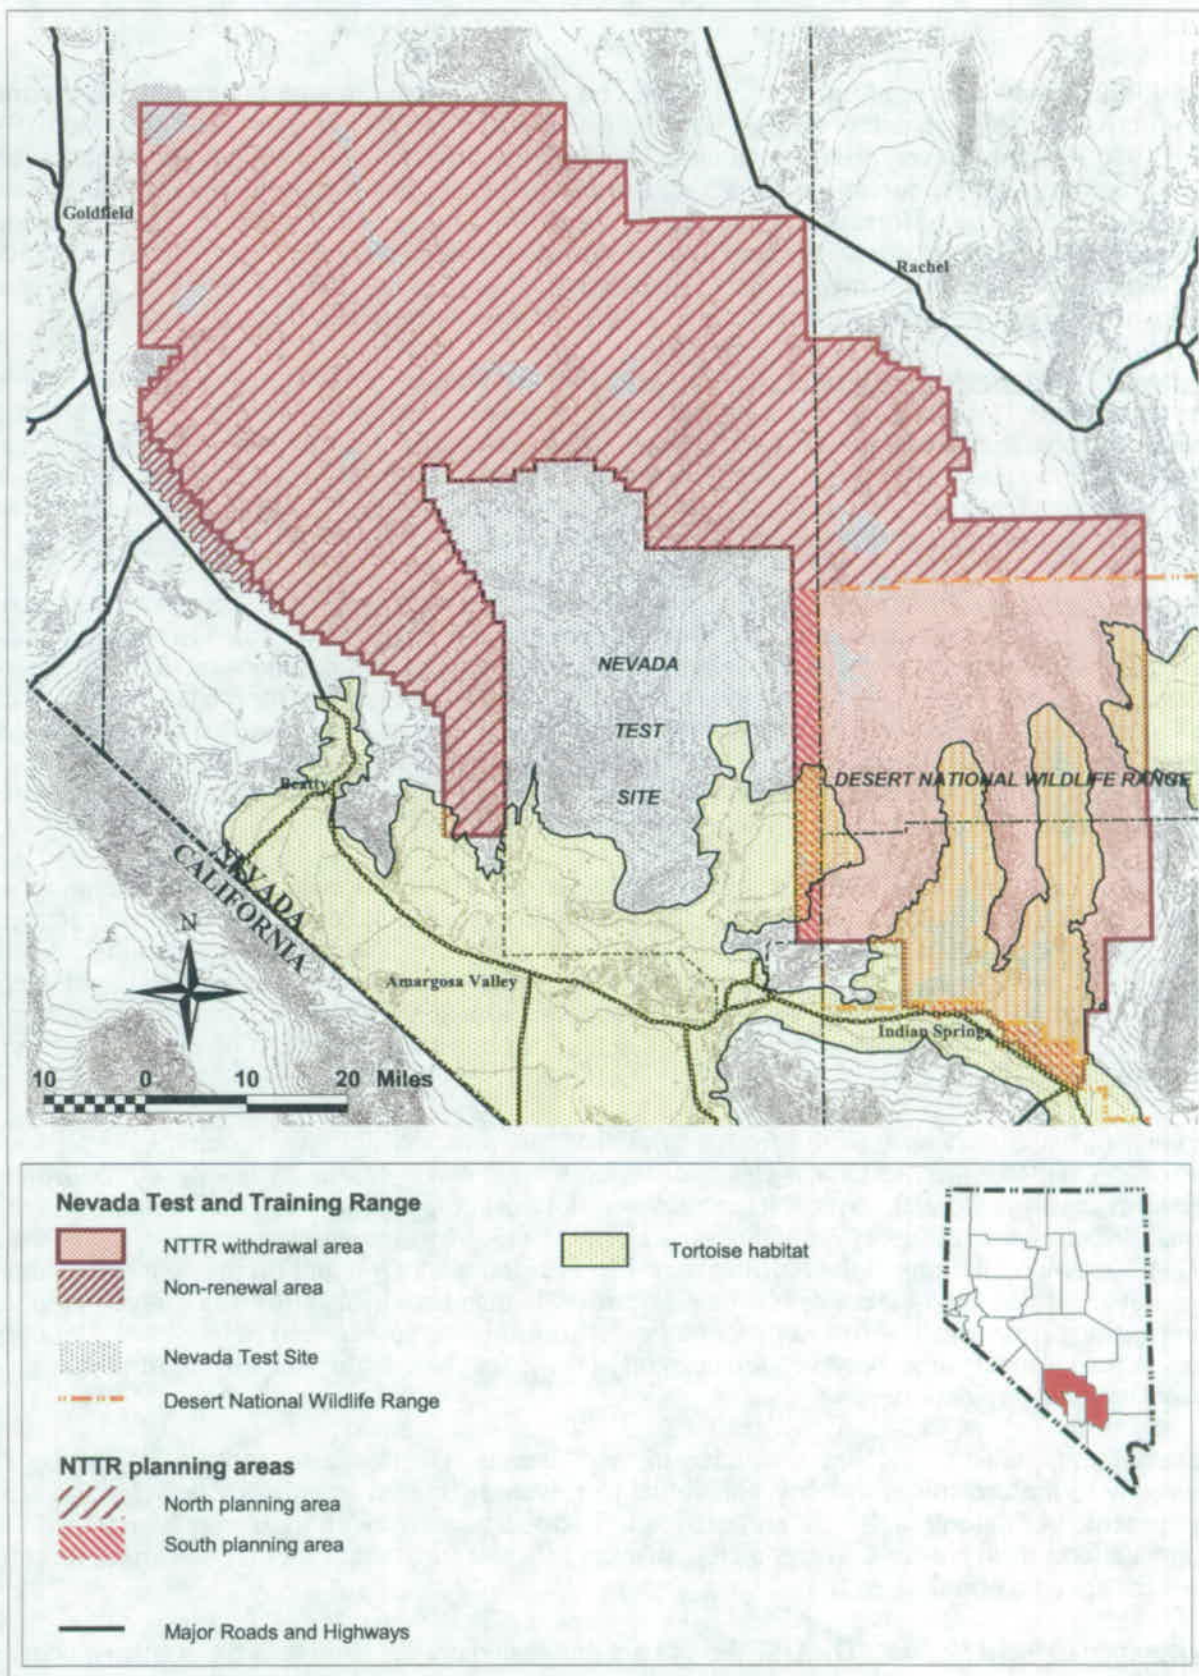 Goldfield
Rachel
NEVADA
TEST
SITE
DESERT NATIONAL WILDLIFE RANGE
Beatty
NEVADA
CALIFORNIA
N
Amargosa Valley
Indian Springs
10 0 10 20 Miles
Nevada Test and Training Range
NTTR withdrawal area
Non-renewal area
Nevada Test Site
Desert National Wildlife Range
Tortoise habitat
NTTR planning areas
North planning area
South planning area
Major Roads and Highways